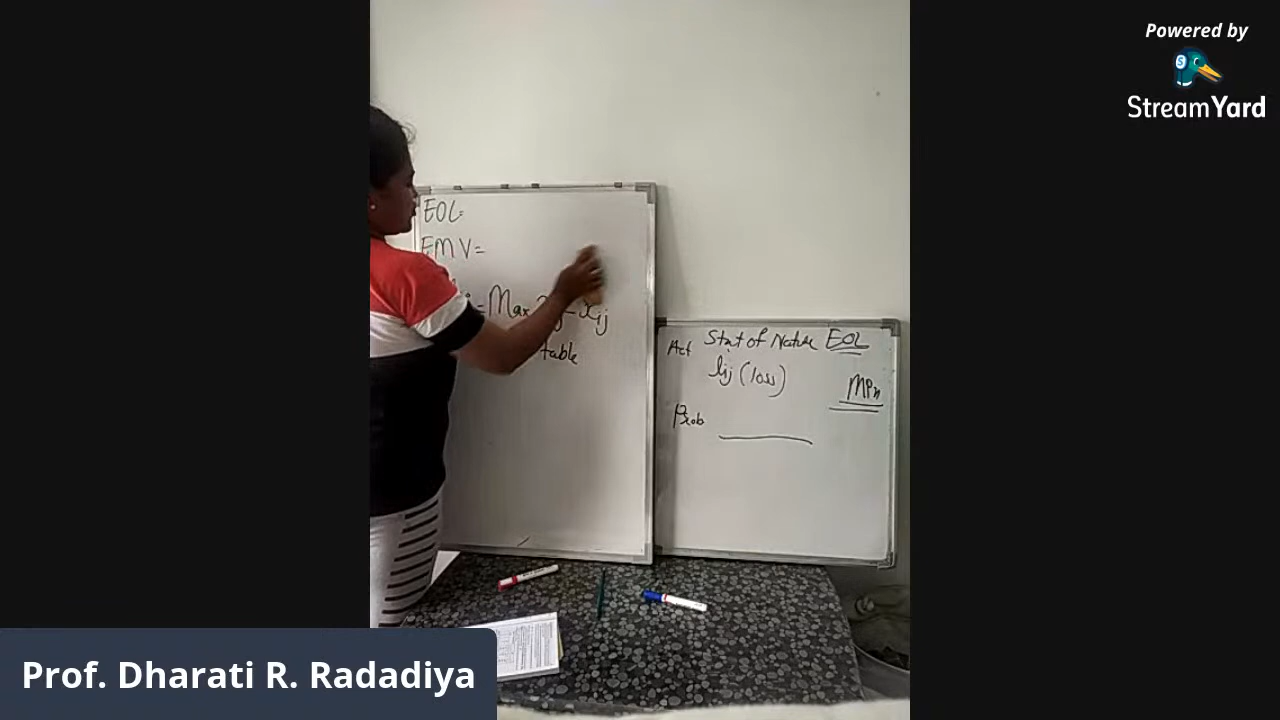 Powered by
StreamYard
EOL=
EMV=
= Max - xij
table
Act State of Nature EOL
lij (loss)
MPn
Prob
Prof. Dharati R. Radadiya